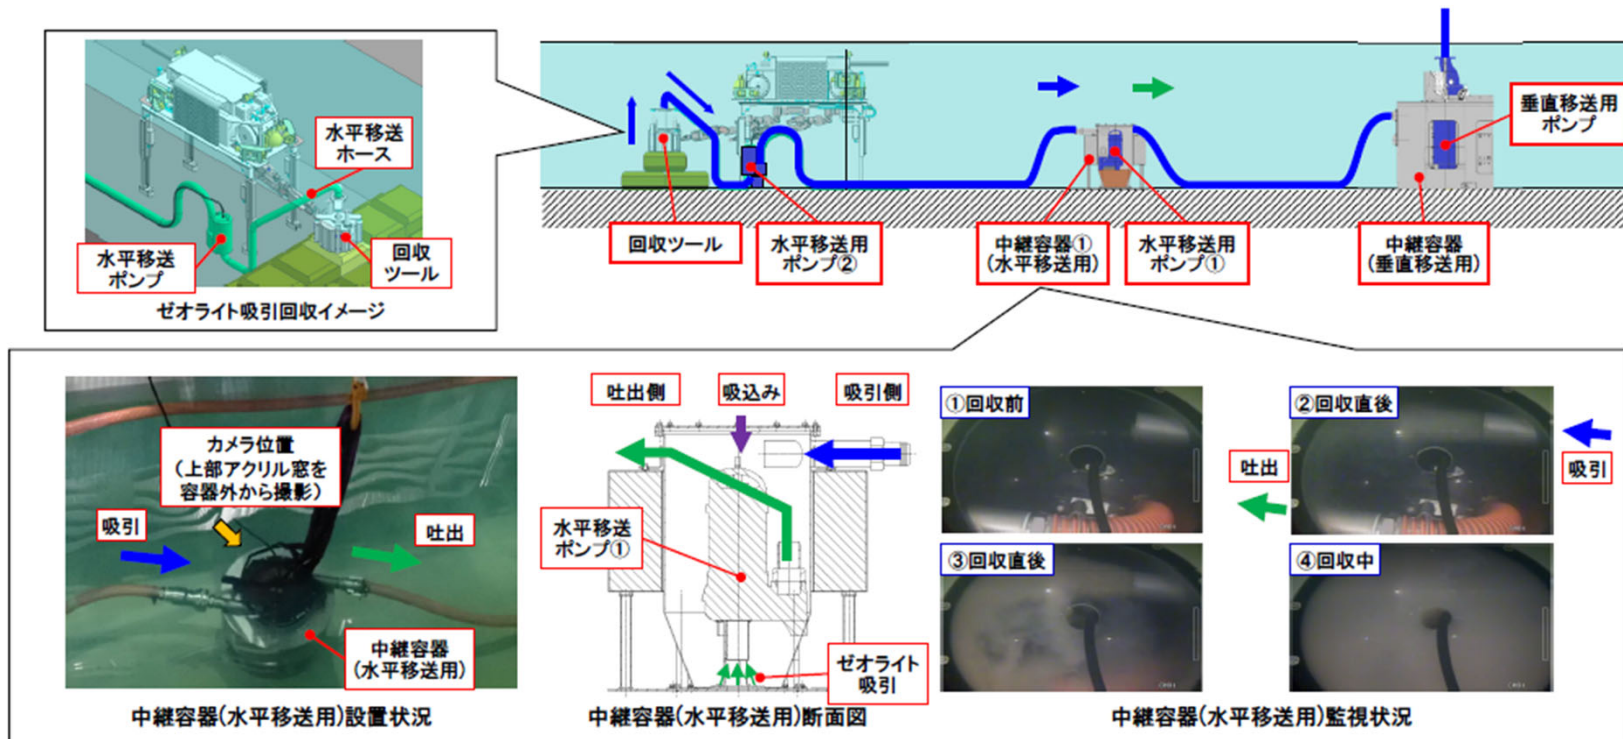 水平移送
ホース
水平移送
ポンプ
回収
ツール
ゼオライト吸引回収イメージ
垂直移送用
ポンプ
回収ツール
水平移送用
ポンプ②
中継容器①
(水平移送用)
水平移送用
ポンプ①
中継容器
(垂直移送用)
カメラ位置
(上部アクリル窓を
容器外から撮影)
吸引
吐出
中継容器
(水平移送用)
中継容器(水平移送用)設置状況
吐出側
吸込み
吸引側
水平移送
ポンプ①
ゼオライト
吸引
中継容器(水平移送用)断面図
①回収前
②回収直後
吐出
吸引
③回収直後
④回収中
中継容器(水平移送用)監視状況